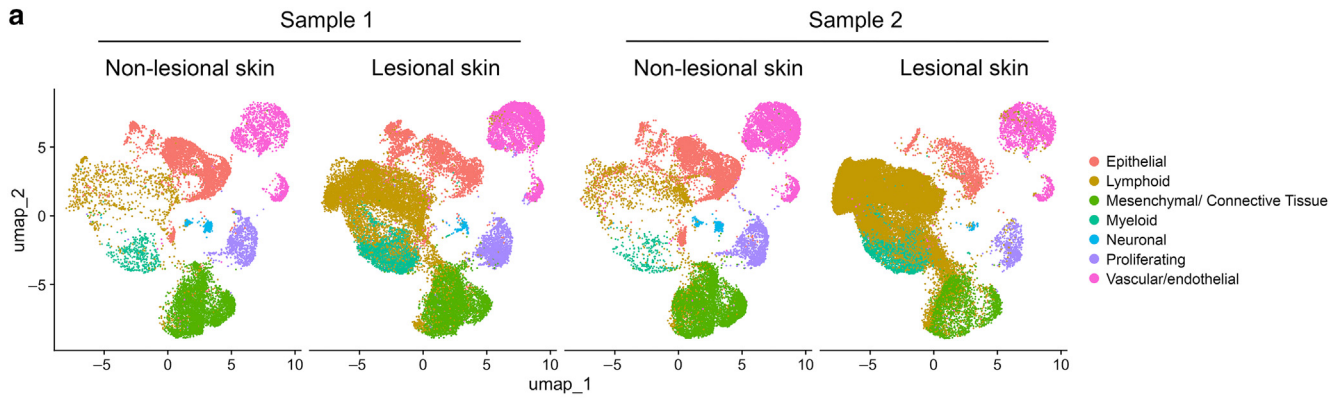 a
Sample 1
Sample 2
Non-lesional skin
Lesional skin
Non-lesional skin
Lesional skin
umap_2
5
0
−5
−5
0
5
10
−5
0
5
10
−5
0
5
10
−5
0
5
10
umap_1
Epithelial
Lymphoid
Mesenchymal/ Connective Tissue
Myeloid
Neuronal
Proliferating
Vascular/endothelial